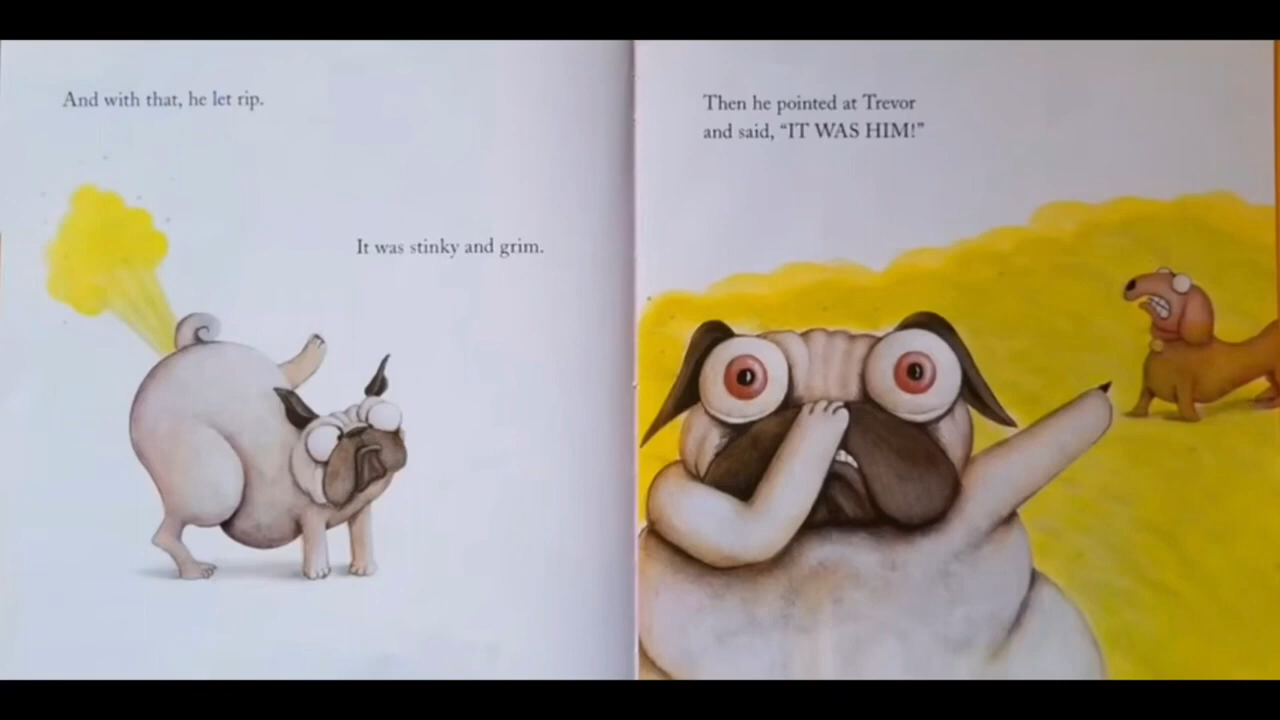 And with that, he let rip.
It was stinky and grim.
Then he pointed at Trevor
and said, “IT WAS HIM!”